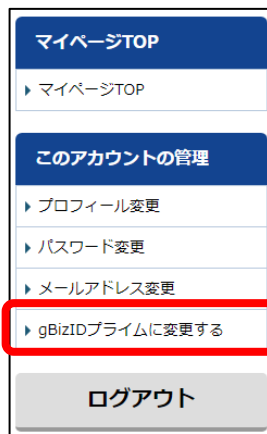 マイページTOP
マイページTOP
このアカウントの管理
プロフィール変更
パスワード変更
メールアドレス変更
gBizIDプライムに変更する
ログアウト